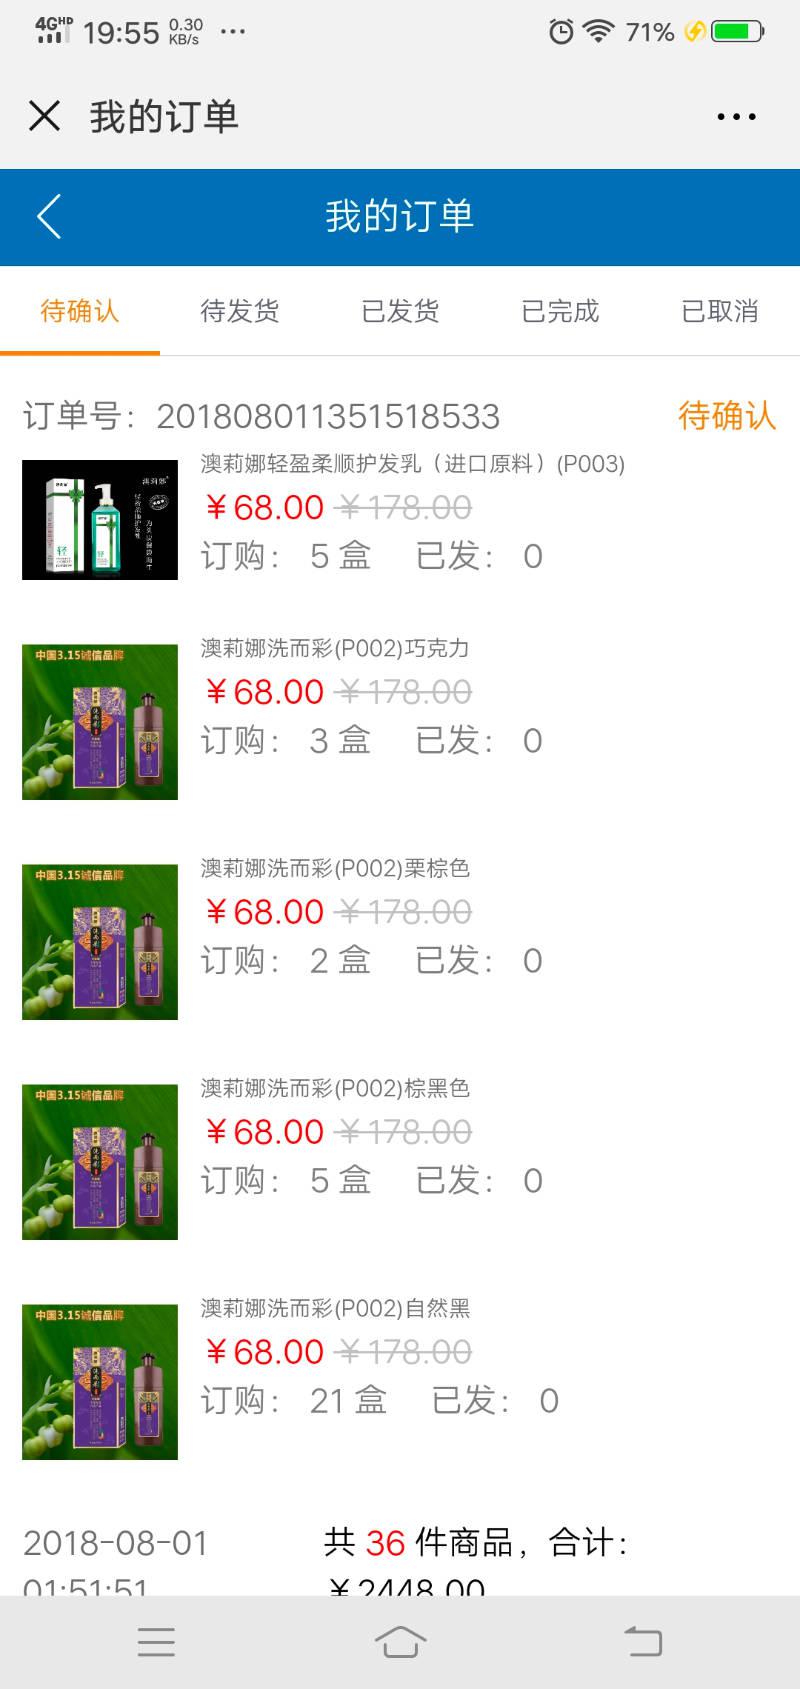 4G HD 19:55 0.30 KB/s ··· 71%
我的订单 ···
我的订单
待确认 待发货 已发货 已完成 已取消
订单号：201808011351518533 待确认
澳莉娜轻盈柔顺护发乳（进口原料）(P003)
￥68.00 ￥178.00
订购： 5 盒 已发： 0
中国3.15诚信品牌
澳莉娜洗而彩(P002)巧克力
￥68.00 ￥178.00
订购： 3 盒 已发： 0
中国3.15诚信品牌
澳莉娜洗而彩(P002)栗棕色
￥68.00 ￥178.00
订购： 2 盒 已发： 0
中国3.15诚信品牌
澳莉娜洗而彩(P002)棕黑色
￥68.00 ￥178.00
订购： 5 盒 已发： 0
中国3.15诚信品牌
澳莉娜洗而彩(P002)自然黑
￥68.00 ￥178.00
订购： 21 盒 已发： 0
2018-08-01 共 36 件商品，合计：
01:51:51 ￥2448.00